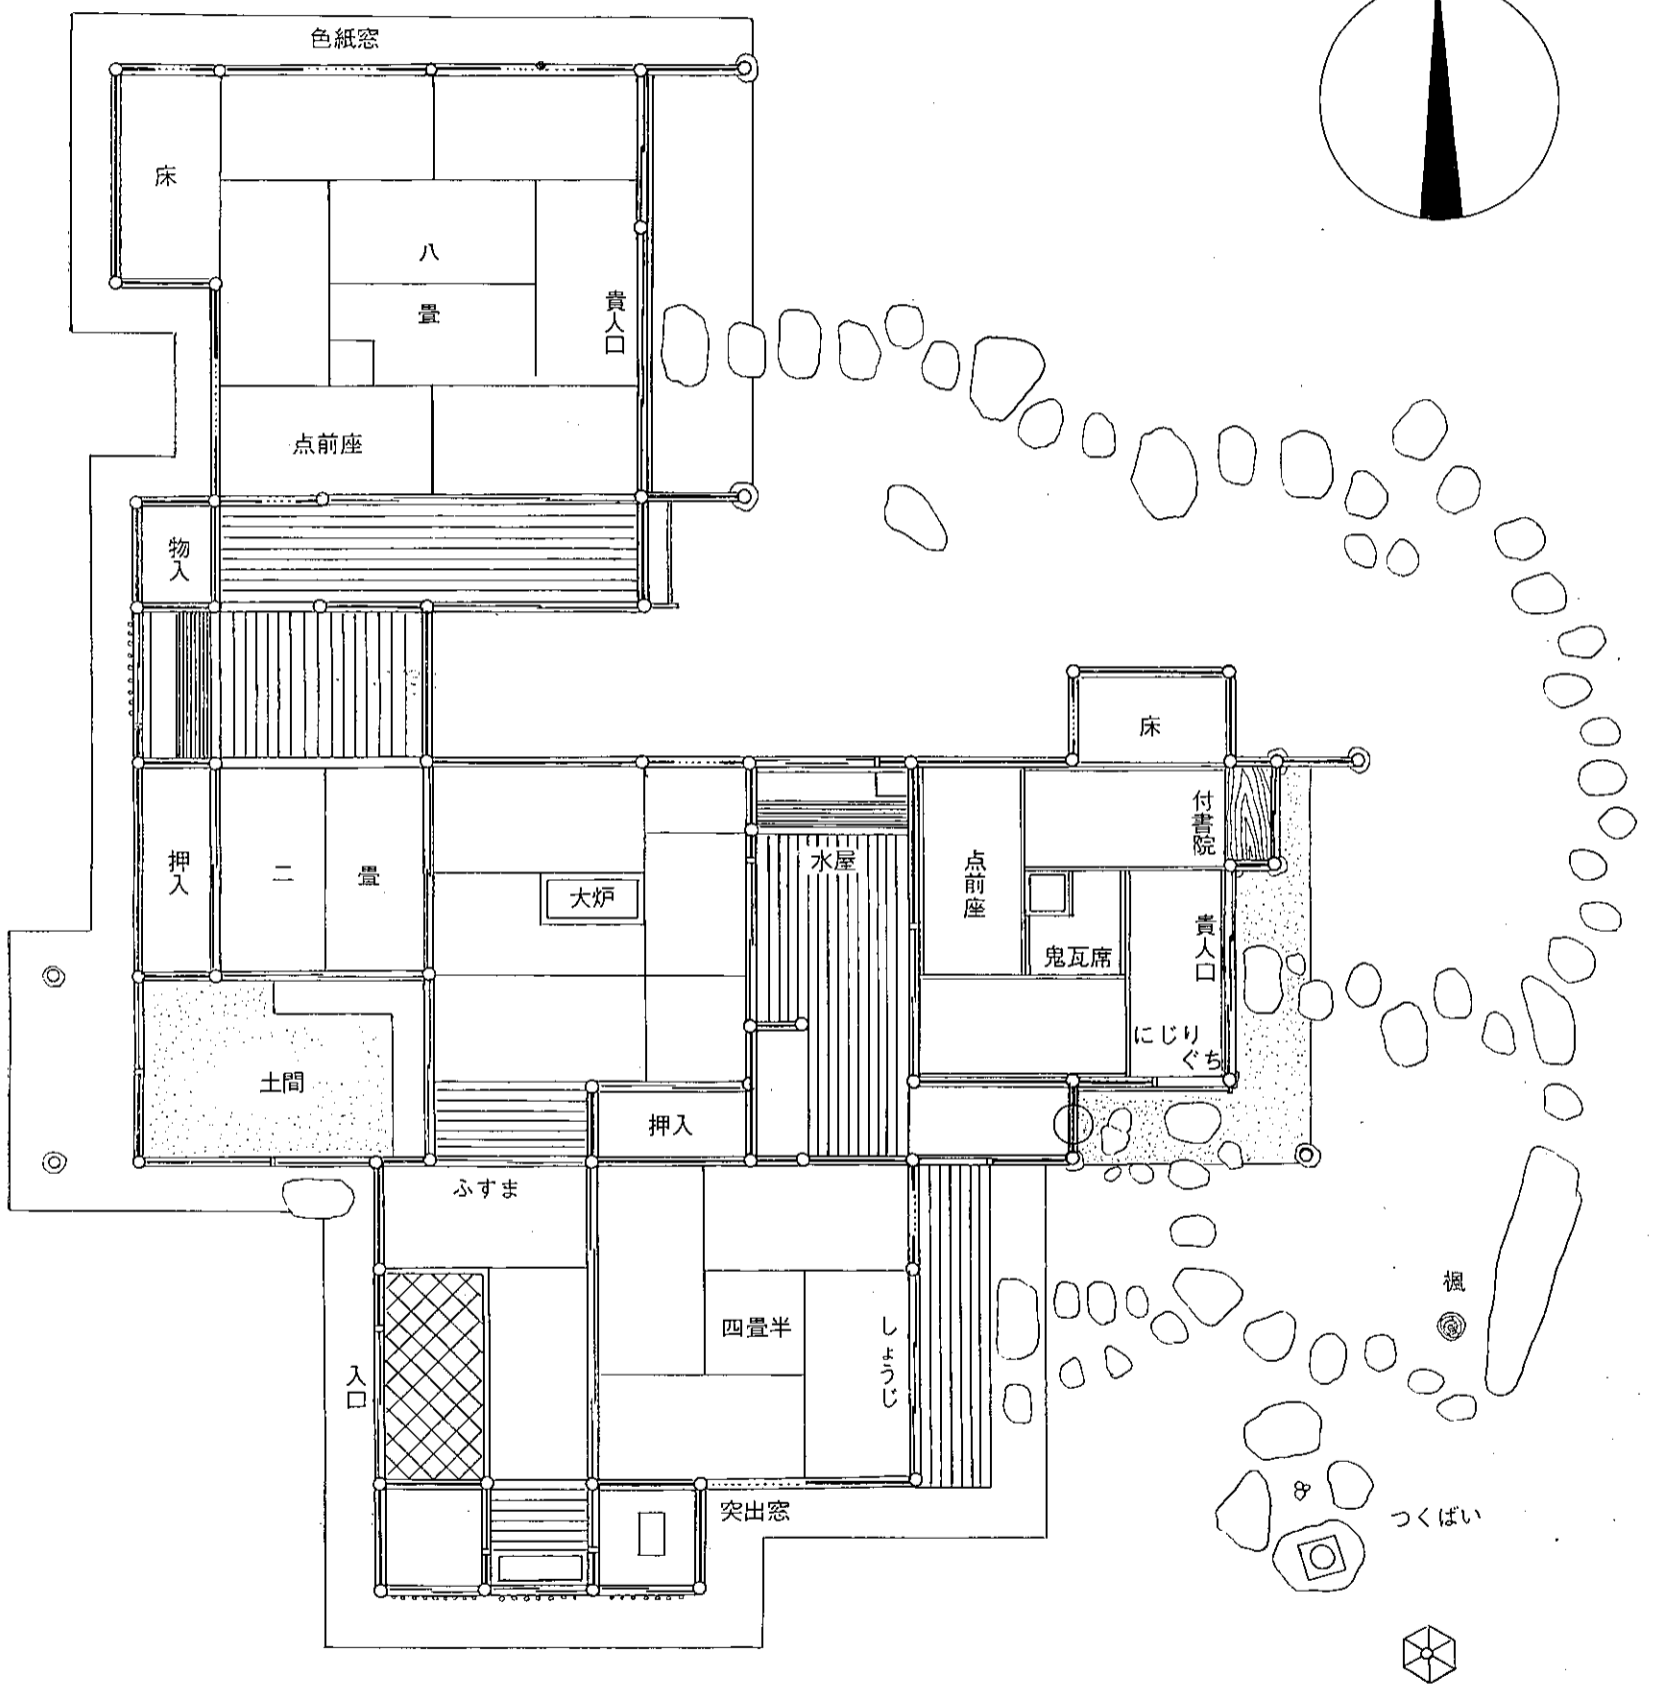 色紙窓
床
八
畳
貴人口
点前座
物入
床
押入
二
畳
大炉
水屋
点前座
付書院
鬼瓦席
貴人口
にじり
ぐち
土間
押入
ふすま
四畳半
しょうじ
入口
突出窓
楓
つくばい